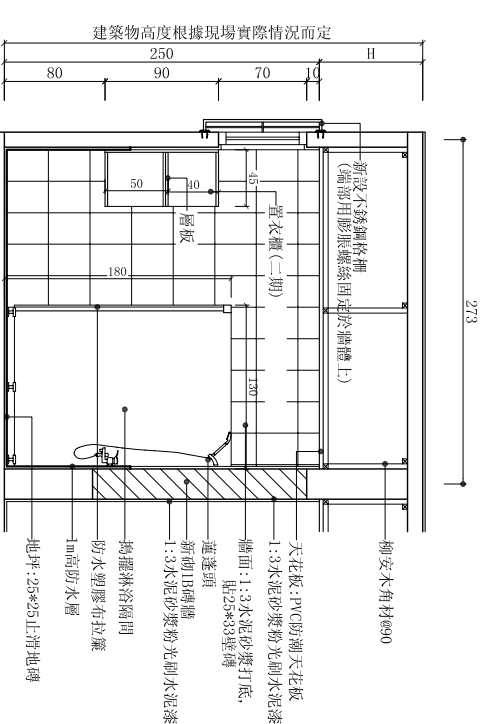 建築物高度根據現場實際情況而定
250
H
80
90
70
10
新設不銹鋼格柵
(端部用膨脹螺絲固定於牆體上)
45
50
40
置衣櫃(二期)
層板
180
273
130
柳安木角材@90
天花板:PVC防潮天花板
1:3水泥砂漿粉光刷水泥漆
牆面:1:3水泥砂漿打底,
貼25*33壁磚
蓮蓬頭
新砌1B磚牆
1:3水泥砂漿粉光刷水泥漆
搗擺淋浴隔間
防水塑膠布拉簾
1m高防水層
地坪:25*25止滑地磚